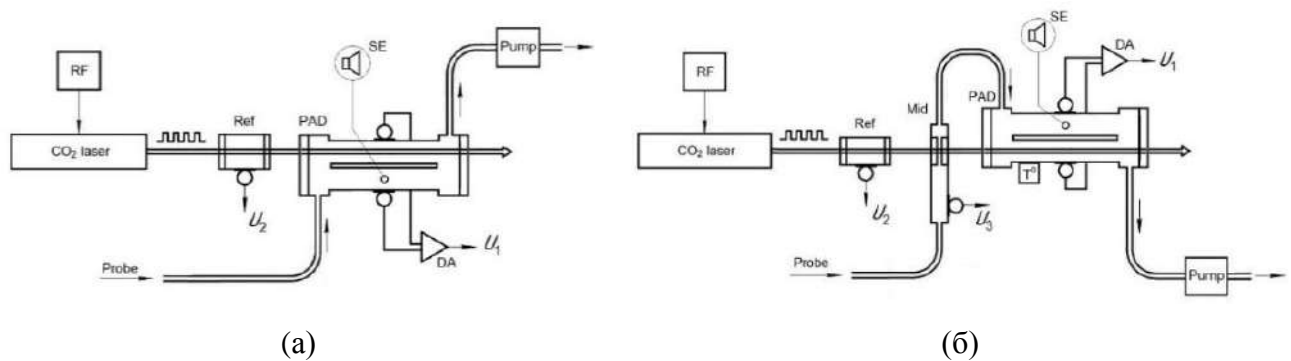 SE
Pump
RF
Ref
PAD
CO₂ laser
U₂
U₁
DA
Probe
(а)
SE
DA
U₁
RF
Mid
PAD
Ref
CO₂ laser
T⁰
U₂
U₃
Probe
Pump
(б)